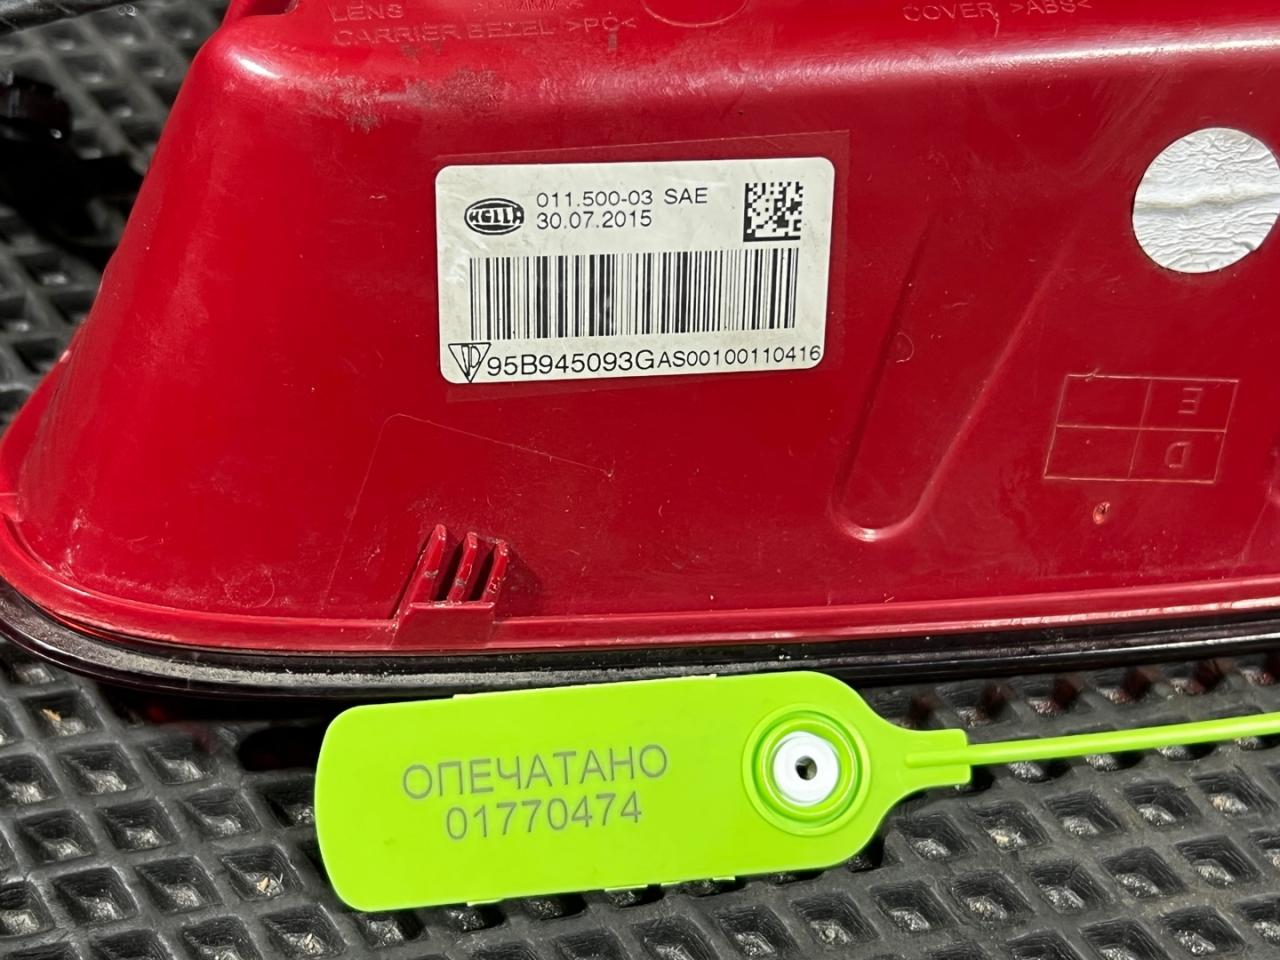 LENS
CARRIER BEZEL >PC<
COVER >ABS<
HELLA
011.500-03 SAE
30.07.2015
95B945093GAS00100110416
E
D
ОПЕЧАТАНО
01770474